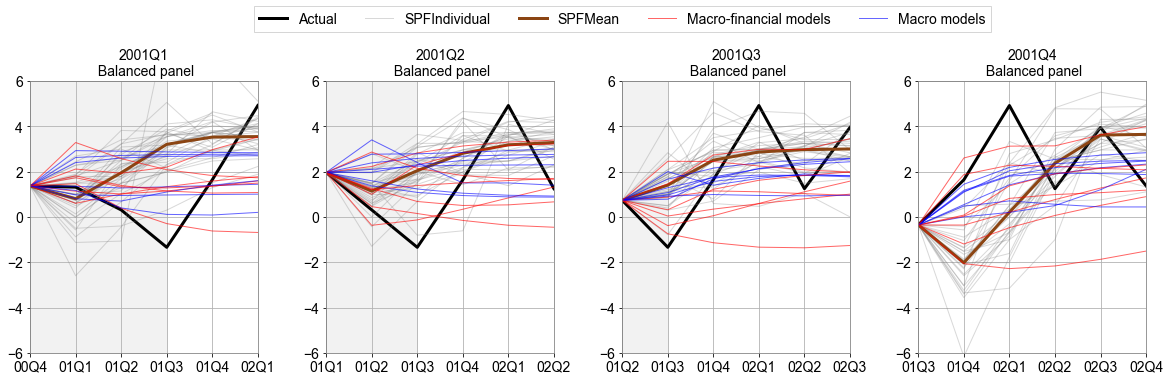 Actual SPFIndividual SPFMean Macro-financial models Macro models
2001Q1
Balanced panel
6
4
2
0
−2
−4
−6
00Q4 01Q1 01Q2 01Q3 01Q4 02Q1
2001Q2
Balanced panel
6
4
2
0
−2
−4
−6
01Q1 01Q2 01Q3 01Q4 02Q1 02Q2
2001Q3
Balanced panel
6
4
2
0
−2
−4
−6
01Q2 01Q3 01Q4 02Q1 02Q2 02Q3
2001Q4
Balanced panel
6
4
2
0
−2
−4
−6
01Q3 01Q4 02Q1 02Q2 02Q3 02Q4